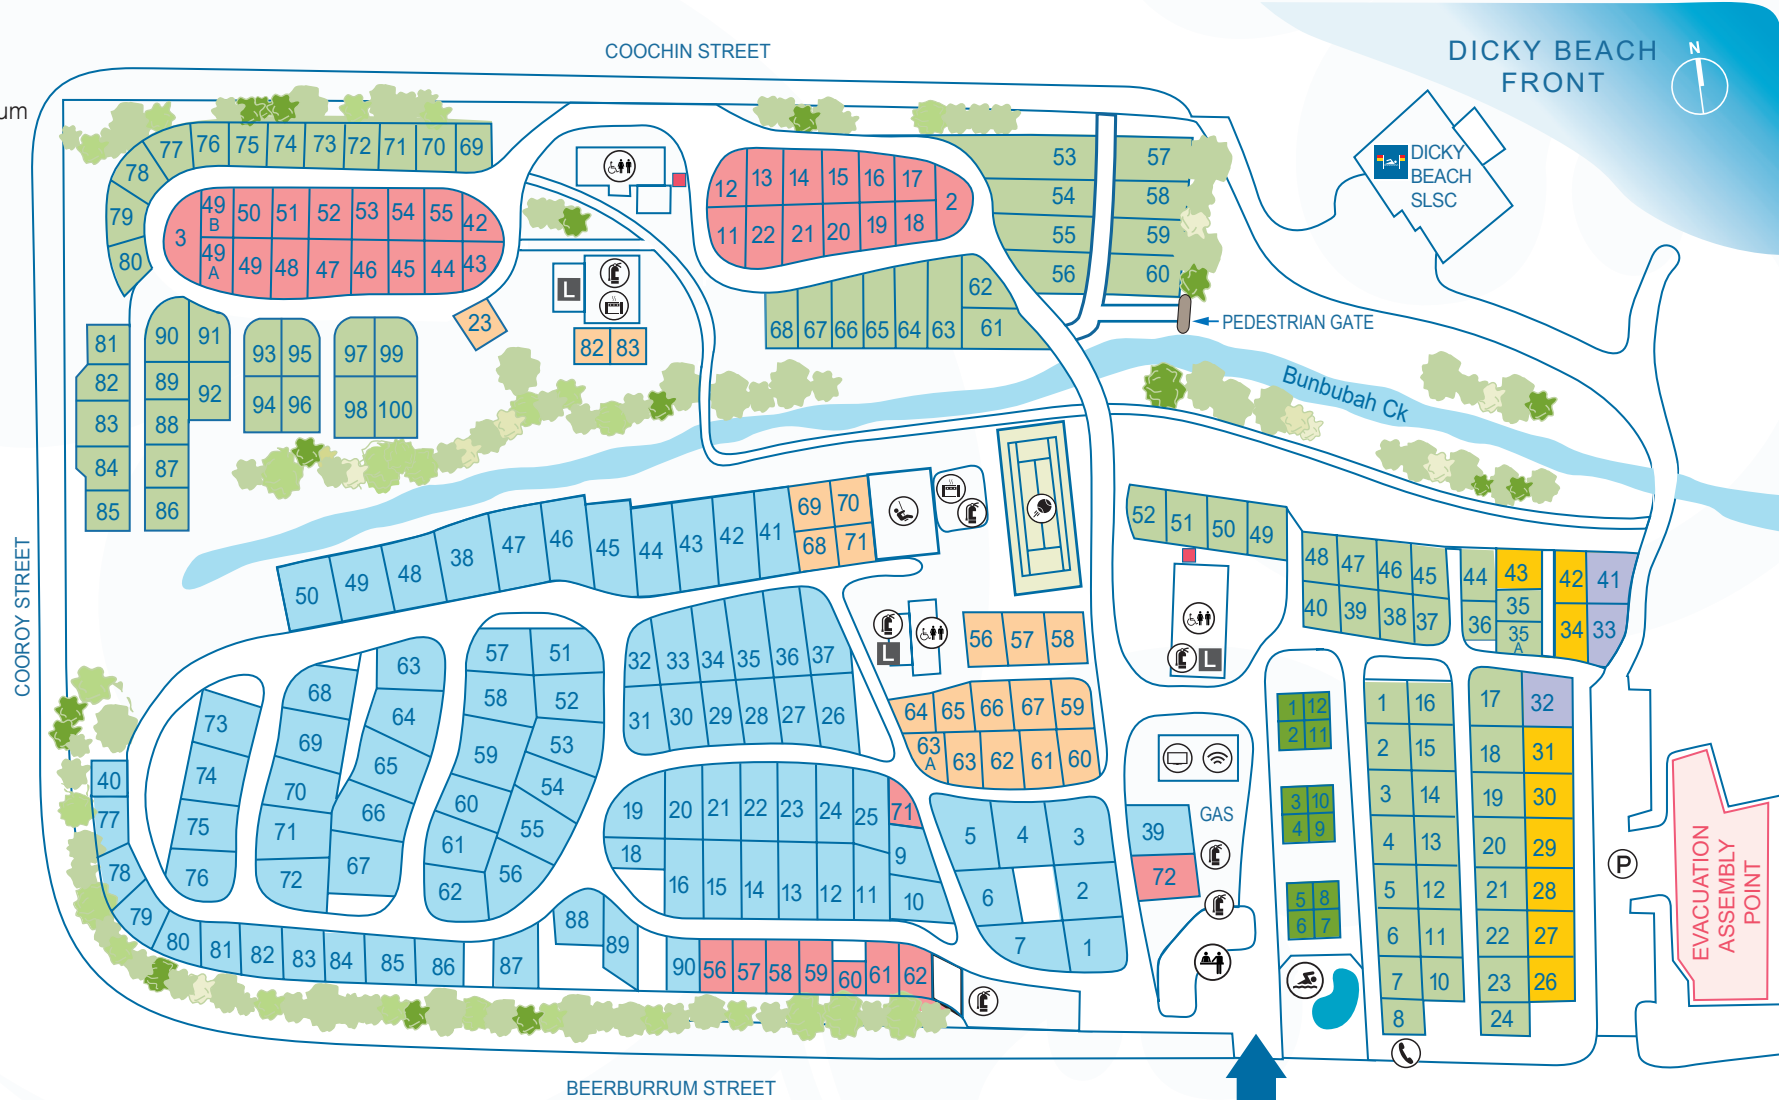 COOCHIN STREET
DICKY BEACH
FRONT
N
um
DICKY
BEACH
SLSC
76 75 74 73 72 71 70 69
77
78
79
80
3
49
B
50 51 52 53 54 55 42
49
A
49 48 47 46 45 44 43
12 13 14 15 16 17 2
11 22 21 20 19 18
53 57
54 58
55 59
56 60
62
68 67 66 65 64 63 61
L
23
82 83
PEDESTRIAN GATE
Bunbubah Ck
81
82
83
84
85
90 91
89 92
88
87
86
93 95
94 96
97 99
98 100
COOROY STREET
50 49 48 38 47 46 45 44 43 42 41
69 70
68 71
52 51 50 49
48 47 46 45
40 39 38 37
44 43
36 35
35
A
42 41
34 33
L
56 57 58
L
64 65 66 67 59
63
A
63 62 61 60
57 51
58 52
59 53
60 54
61 55
62 56
63
64
65
66
67
68
69
70
71
72
73
74
75
76
32 33 34 35 36 37
31 30 29 28 27 26
19 20 21 22 23 24 25 71
18 9
16 15 14 13 12 11 10
5 4 3
6 2
7 1
39
72
GAS
1 12
2 11
3 10
4 9
5 8
6 7
1 16
2 15
3 14
4 13
5 12
6 11
7 10
8
17 32
18 31
19 30
20 29
21 28
22 27
23 26
24
P
EVACUATION
ASSEMBLY
POINT
40
77
78
79
80 81 82 83 84 85 86 87
88
89
90 56 57 58 59 60 61 62
BEERBURRUM STREET